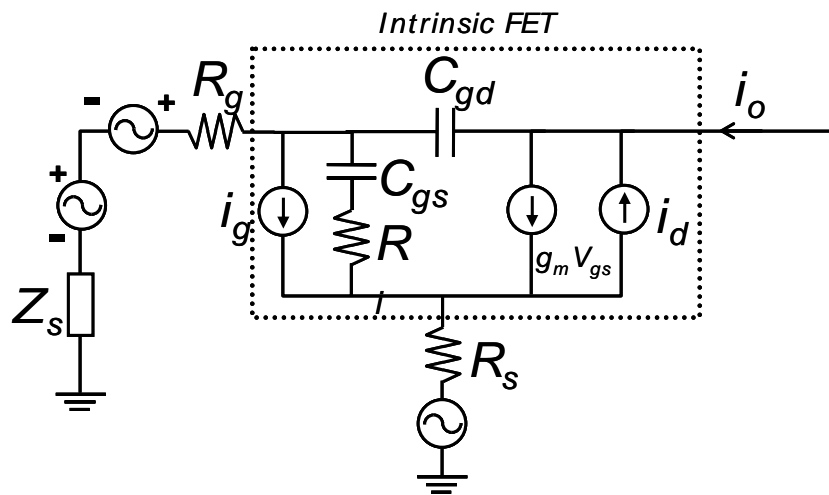 Intrinsic FET
R_g
C_gd
i_o
+
-
+
-
C_gs
i_g
R
i
g_m V_gs
i_d
Z_s
R_s